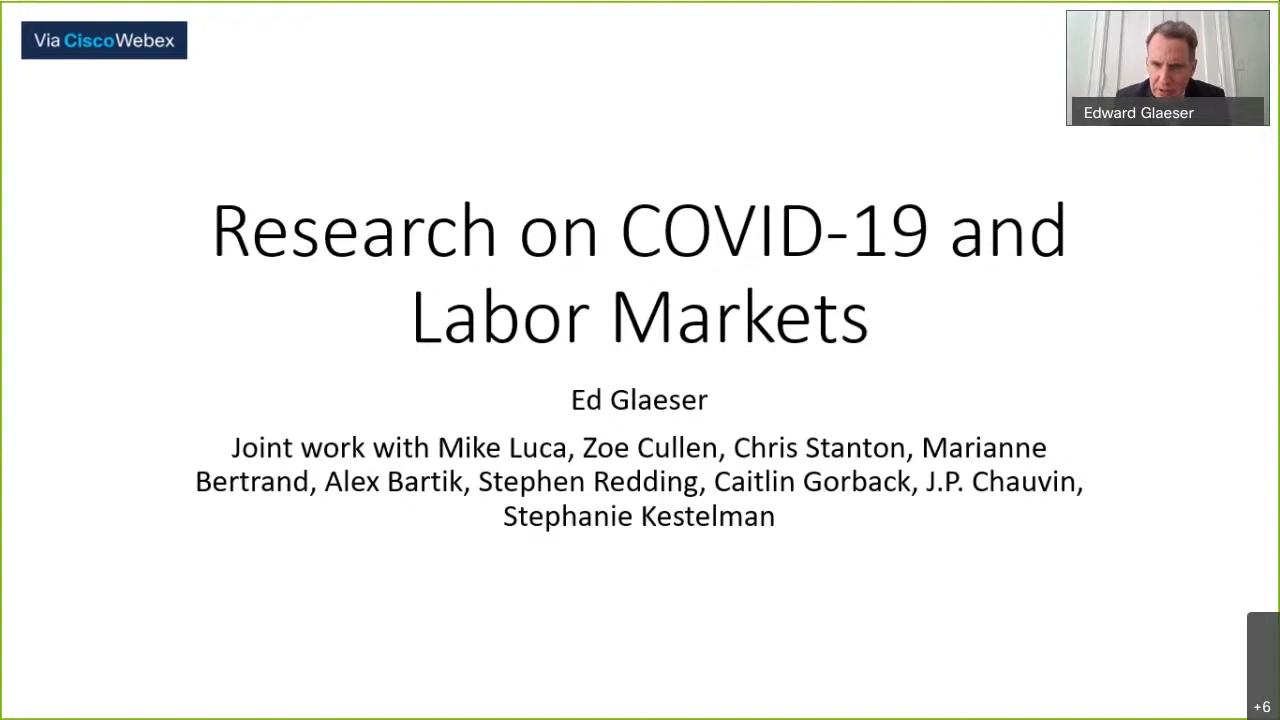 Via CiscoWebex
Edward Glaeser
Research on COVID-19 and
Labor Markets
Ed Glaeser
Joint work with Mike Luca, Zoe Cullen, Chris Stanton, Marianne
Bertrand, Alex Bartik, Stephen Redding, Caitlin Gorback, J.P. Chauvin,
Stephanie Kestelman
+6